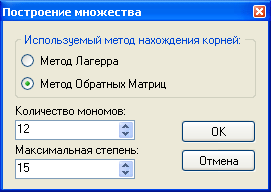 Построение множества
Используемый метод нахождения корней:
Метод Лагерра
Метод Обратных Матриц
Количество мономов:
12
OK
Максимальная степень:
15
Отмена